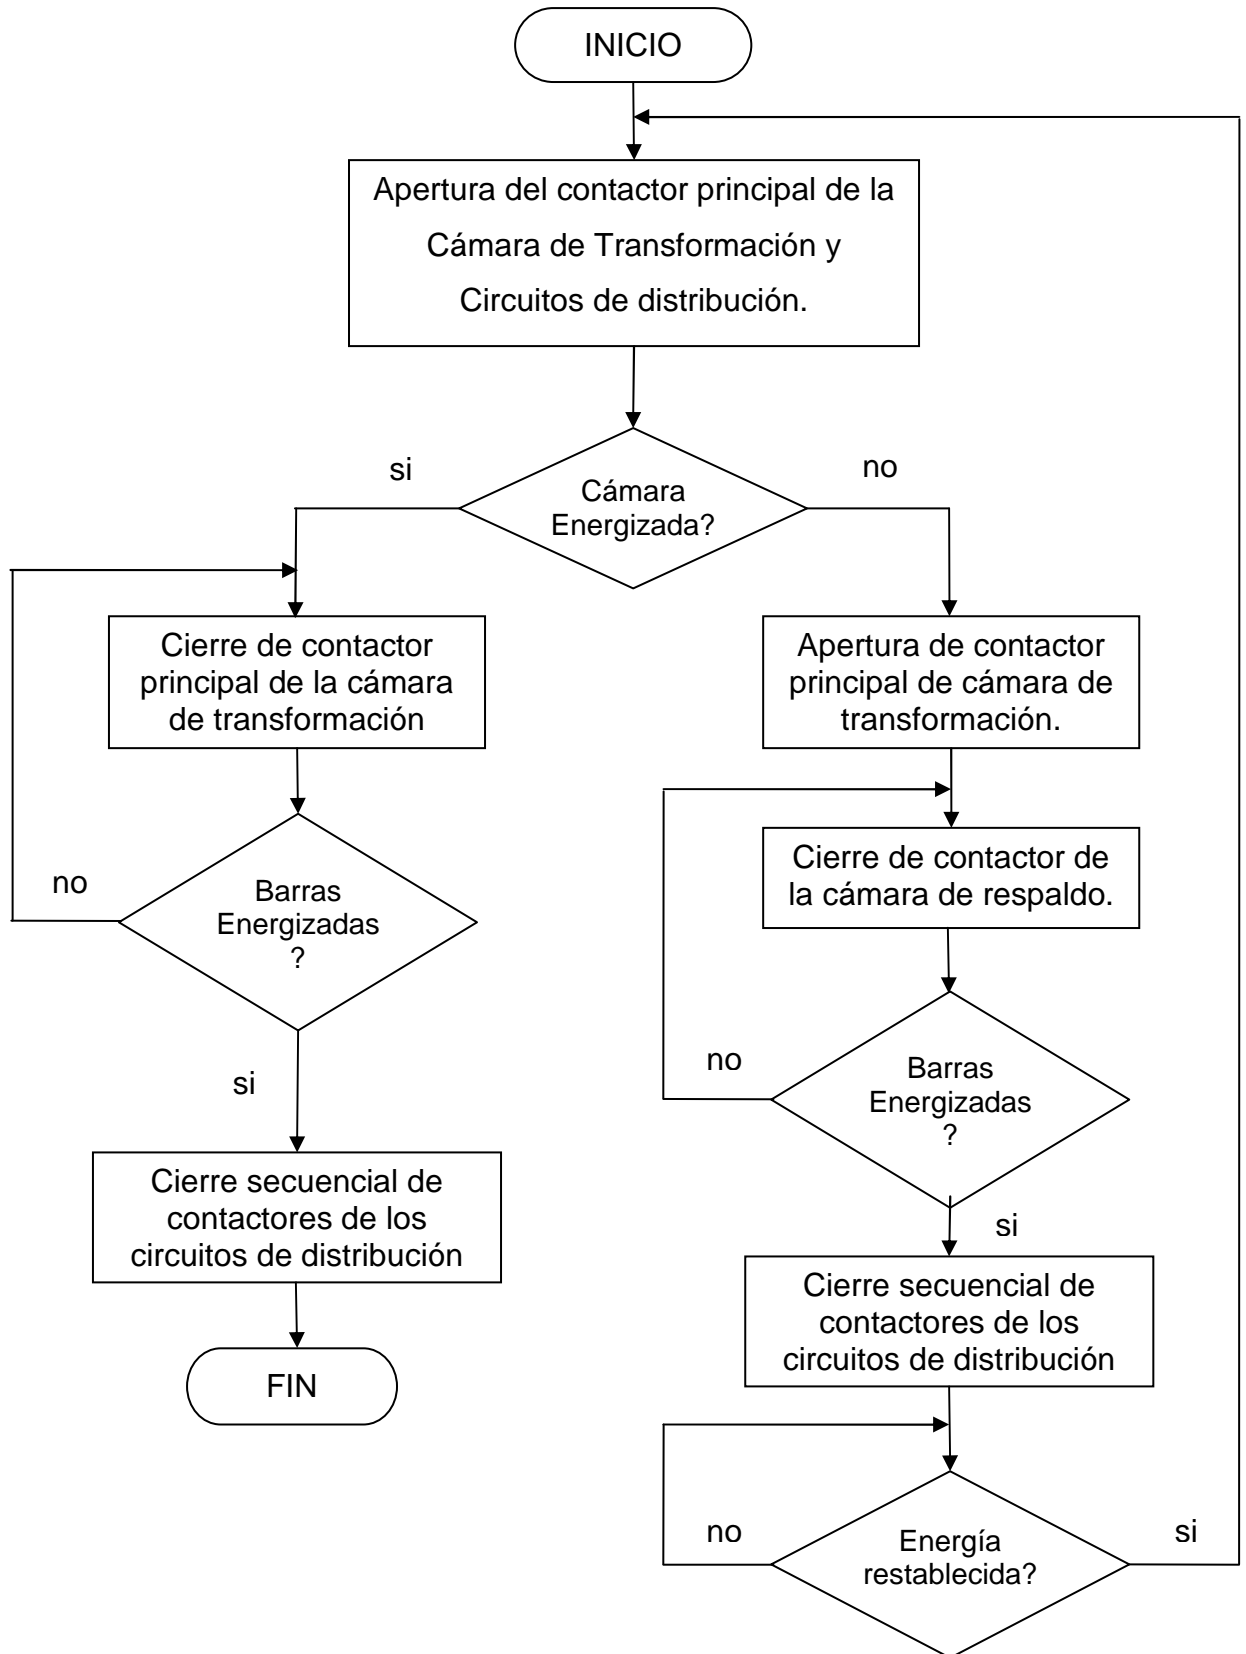 INICIO
Apertura del contactor principal de la
Cámara de Transformación y
Circuitos de distribución.
si
no
Cámara
Energizada?
Cierre de contactor
principal de la cámara
de transformación
Apertura de contactor
principal de cámara de
transformación.
Cierre de contactor de
la cámara de respaldo.
no
Barras
Energizadas
?
no
Barras
Energizadas
?
si
Cierre secuencial de
contactores de los
circuitos de distribución
si
Cierre secuencial de
contactores de los
circuitos de distribución
FIN
no
Energía
restablecida?
si